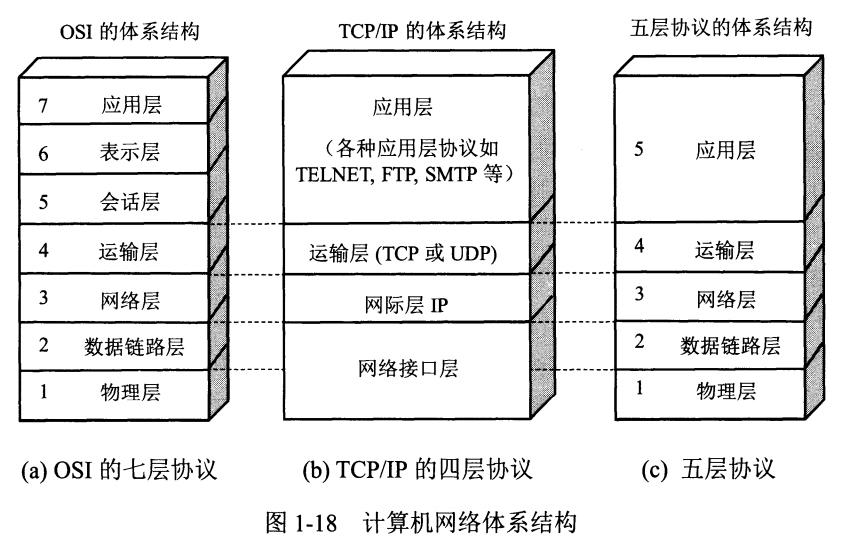 OSI 的体系结构
7 应用层
6 表示层
5 会话层
4 运输层
3 网络层
2 数据链路层
1 物理层
(a) OSI 的七层协议
TCP/IP 的体系结构
应用层
（各种应用层协议如
TELNET, FTP, SMTP 等）
运输层 (TCP 或 UDP)
网际层 IP
网络接口层
(b) TCP/IP 的四层协议
五层协议的体系结构
5 应用层
4 运输层
3 网络层
2 数据链路层
1 物理层
(c) 五层协议
图 1-18 计算机网络体系结构